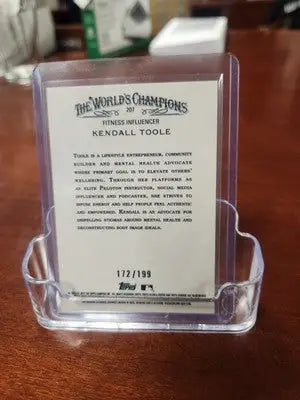 THE WORLD'S CHAMPIONS
207
FITNESS INFLUENCER
KENDALL TOOLE
TOOLE IS A LIFESTYLE ENTREPRENEUR, COMMUNITY
BUILDER AND MENTAL HEALTH ADVOCATE
WHOSE PRIMARY GOAL IS TO ELEVATE OTHERS'
WELLBEING. THROUGH HER PLATFORMS AS
AN ELITE PELOTON INSTRUCTOR, SOCIAL MEDIA
INFLUENCER AND PODCASTER, SHE STRIVES TO
INFUSE ENERGY AND HELP PEOPLE FEEL AUTHENTIC
AND EMPOWERED. KENDALL IS AN ADVOCATE FOR
DISPELLING STIGMAS AROUND MENTAL HEALTH AND
DECONSTRUCTING BODY IMAGE IDEALS.
172/199
Topps